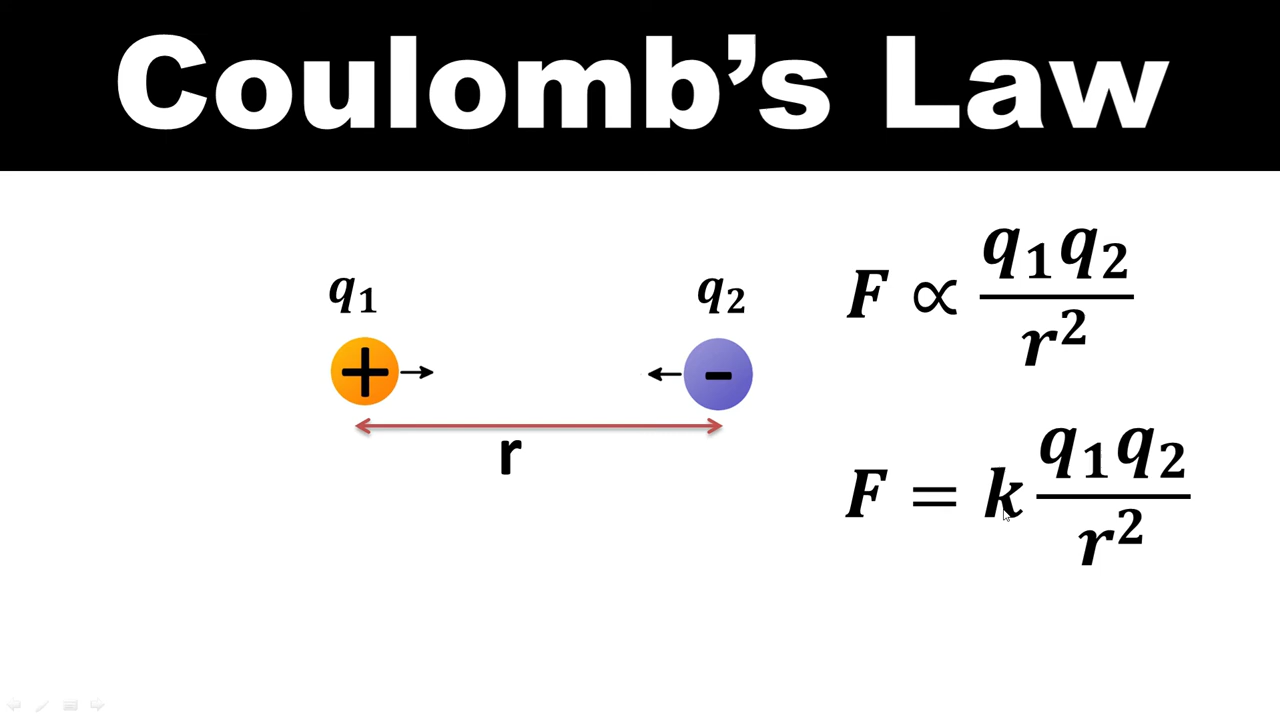 Coulomb’s Law
q₁ q₂
+ -
r
F ∝ q₁q₂ / r²
F = k q₁q₂ / r²